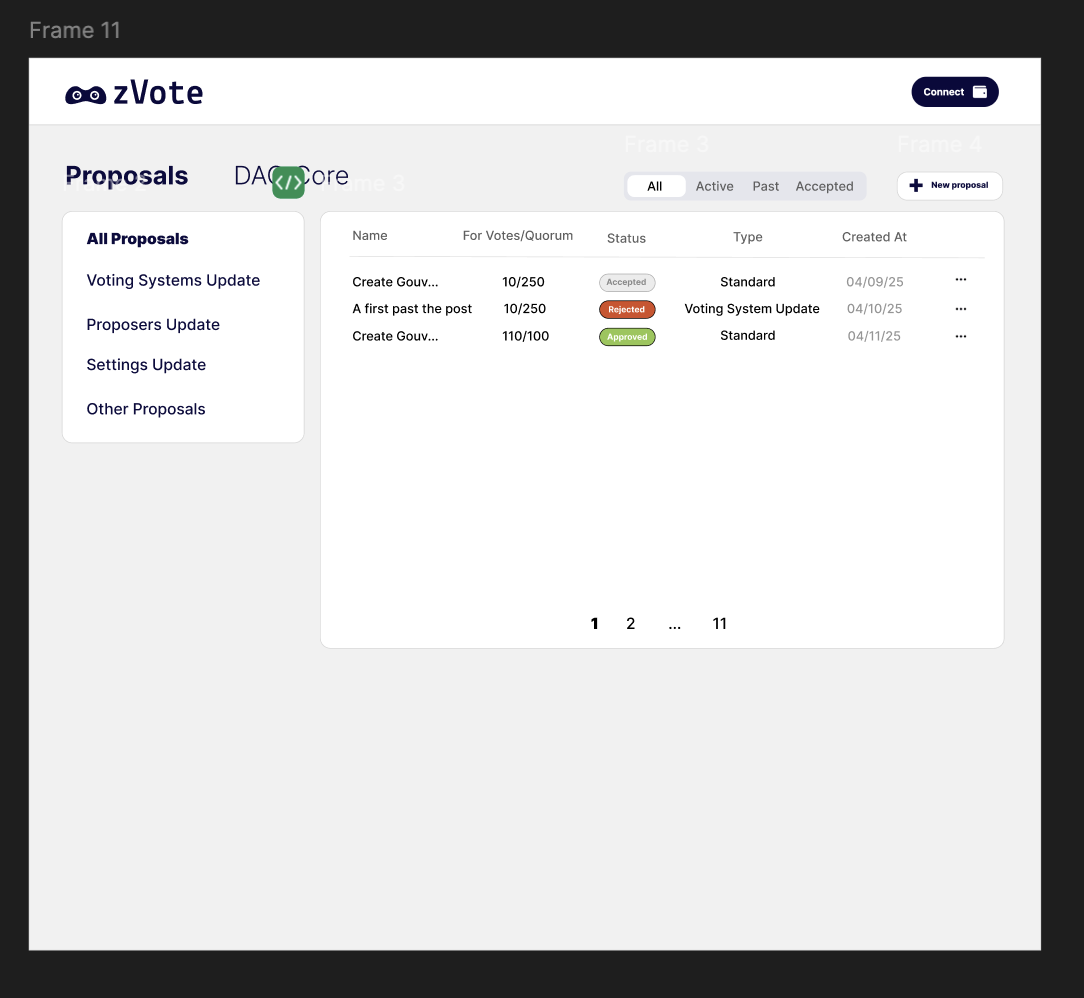 Frame 11
zVote
Connect
Frame 3
Frame 4
Proposals
DAO Core
Frame 3
All
Active
Past
Accepted
New proposal
All Proposals
Voting Systems Update
Proposers Update
Settings Update
Other Proposals
Name
For Votes/Quorum
Status
Type
Created At
Create Gouv...
10/250
Accepted
Standard
04/09/25
...
A first past the post
10/250
Rejected
Voting System Update
04/10/25
...
Create Gouv...
110/100
Approved
Standard
04/11/25
...
1
2
...
11